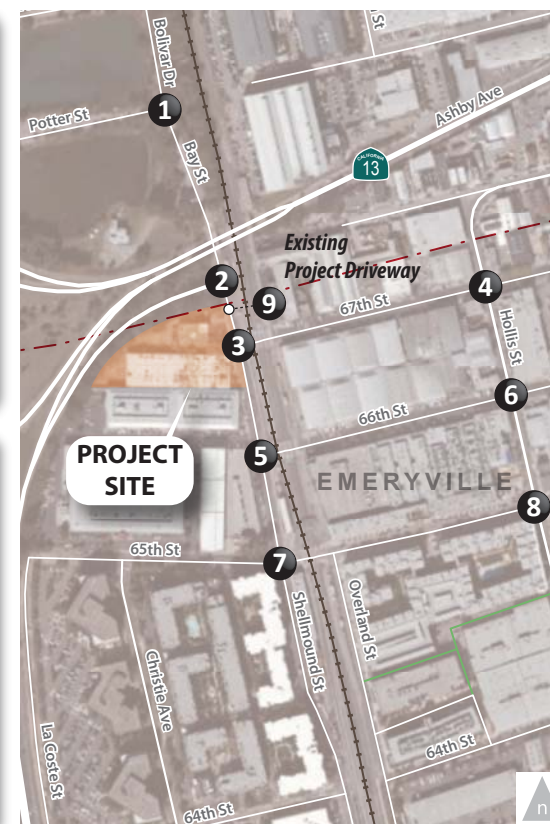 St
Bolivar Dr
Potter St
1
Ashby Ave
Bay St
CALIFORNIA
13
Existing
Project Driveway
2
9
67th St
4
3
Hollis St
66th St
6
5
PROJECT
SITE
EMERYVILLE
8
65th St
7
Overland St
Shellmound St
Christie Ave
La Coste St
64th St
64th St
n